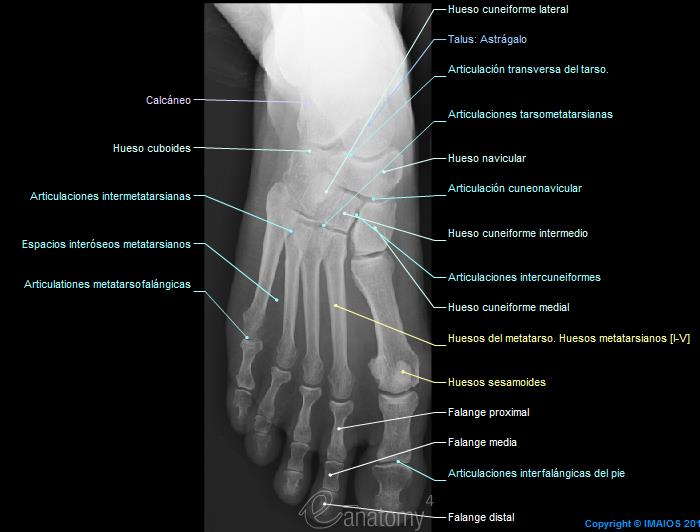 Hueso cuneiforme lateral
Talus: Astrágalo
Articulación transversa del tarso.
Calcáneo
Articulaciones tarsometatarsianas
Hueso cuboides
Hueso navicular
Articulaciones intermetatarsianas
Articulación cuneonavicular
Hueso cuneiforme intermedio
Espacios interóseos metatarsianos
Articulaciones intercuneiformes
Articulationes metatarsofalángicas
Hueso cuneiforme medial
Huesos del metatarso. Huesos metatarsianos [I-V]
Huesos sesamoides
Falange proximal
Falange media
Articulaciones interfalángicas del pie
e anatomy 4
Falange distal
Copyright © IMAIOS 20